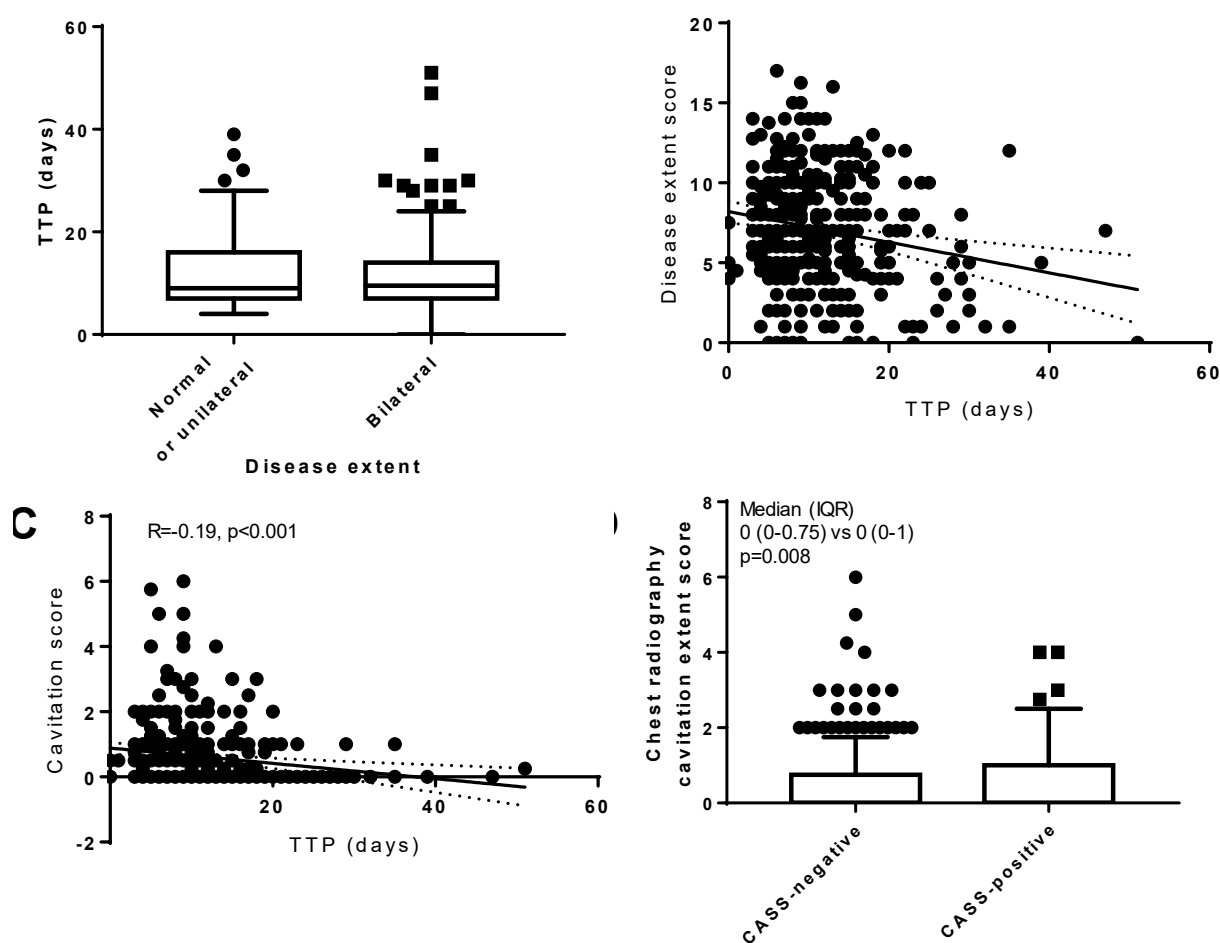 60
40
20
0
TTP (days)
Normal
or unilateral
Bilateral
Disease extent
20
15
10
5
0
Disease extent score
0
20
40
60
TTP (days)
C
8
6
4
2
0
-2
Cavitation score
R=-0.19, p<0.001
20
40
60
TTP (days)
8
6
4
2
0
Chest radiography
cavitation extent score
Median (IQR)
0 (0-0.75) vs 0 (0-1)
p=0.008
CASS-negative
CASS-positive